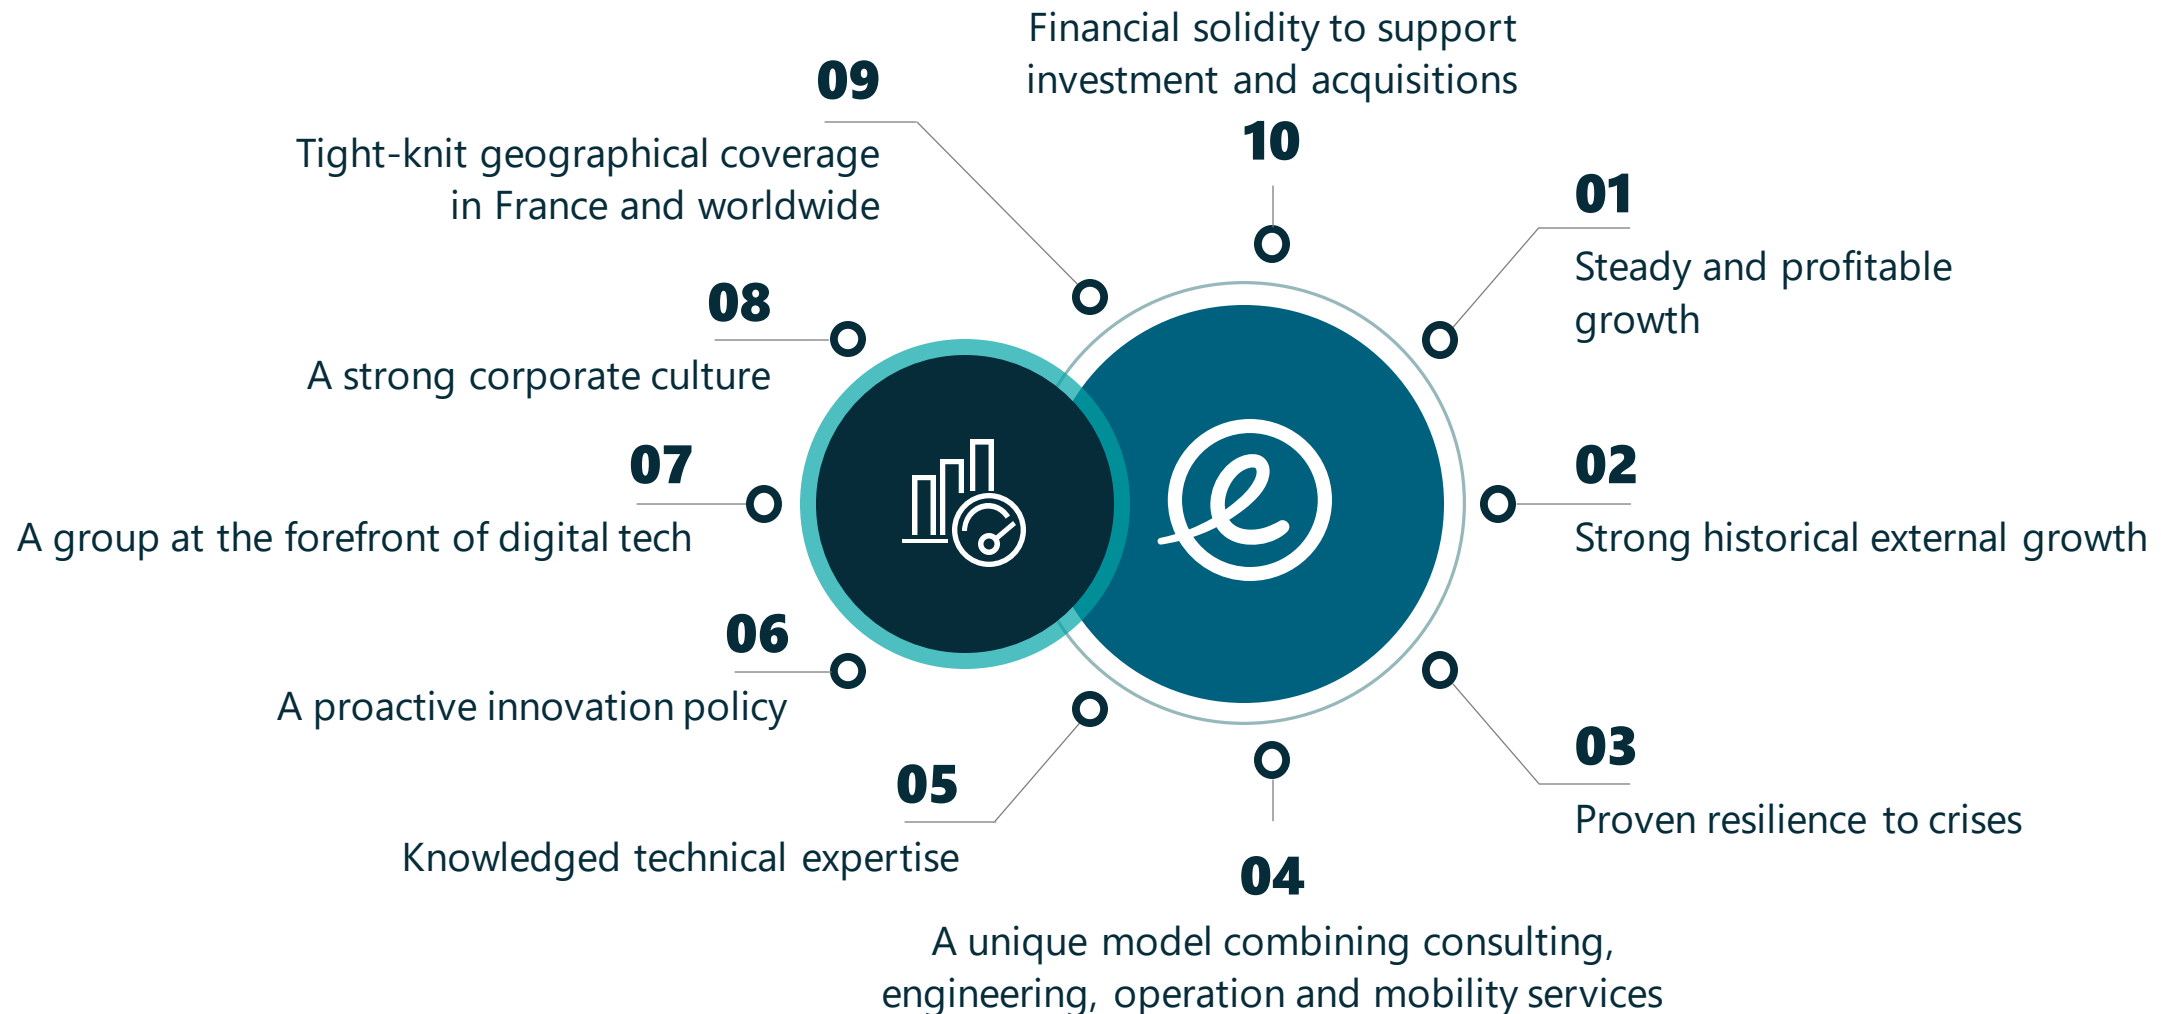 01
Steady and profitable
growth
02
Strong historical external growth
03
Proven resilience to crises
04
A unique model combining consulting,
engineering, operation and mobility services
05
Knowledged technical expertise
06
A proactive innovation policy
07
A group at the forefront of digital tech
08
A strong corporate culture
09
Tight-knit geographical coverage
in France and worldwide
Financial solidity to support
investment and acquisitions
10
e